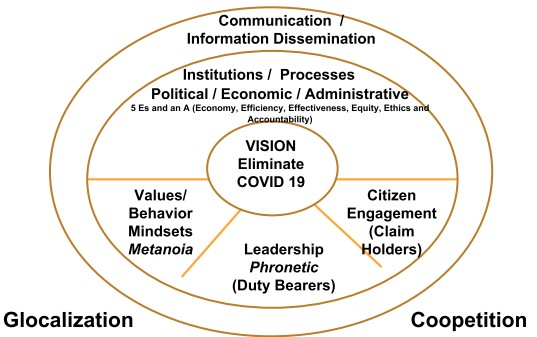 Communication /
Information Dissemination
Institutions / Processes
Political / Economic / Administrative
5 Es and an A (Economy, Efficiency, Effectiveness, Equity, Ethics and
Accountability)
VISION
Eliminate
COVID 19
Values/
Behavior
Mindsets
Metanoia
Leadership
Phronetic
(Duty Bearers)
Citizen
Engagement
(Claim
Holders)
Glocalization
Coopetition